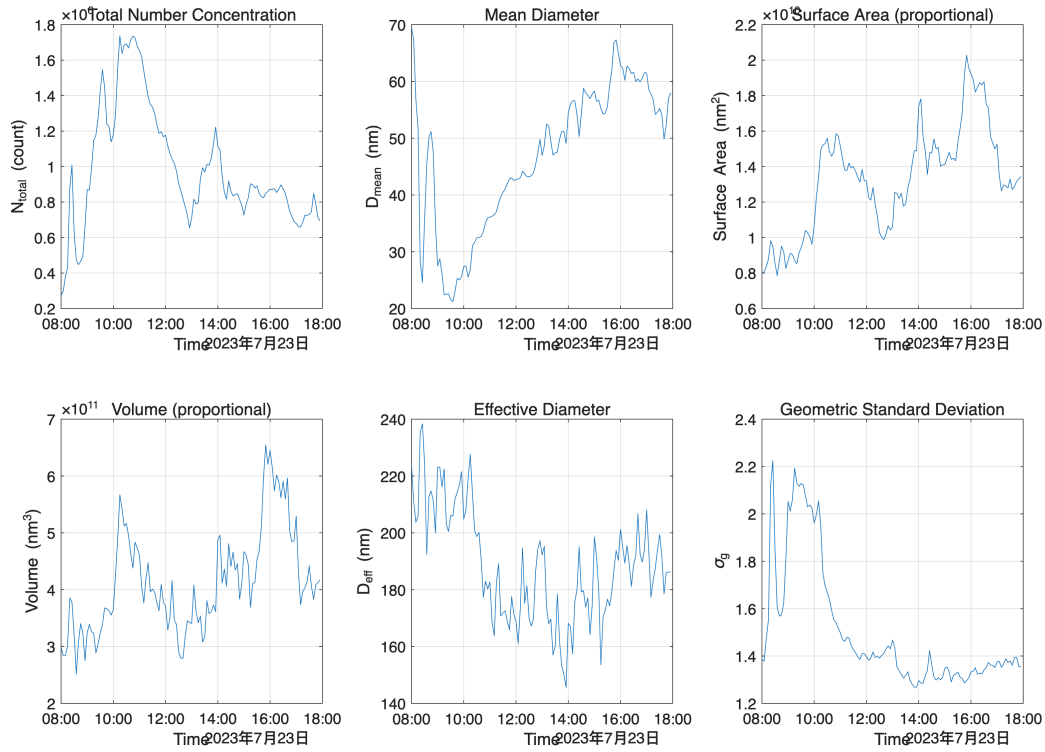 ×10⁶ Total Number Concentration
1.8
1.6
1.4
1.2
1
0.8
0.6
0.4
0.2
N_total (count)
08:00 10:00 12:00 14:00 16:00 18:00
Time 2023年7月23日
Mean Diameter
70
60
50
40
30
20
D_mean (nm)
08:00 10:00 12:00 14:00 16:00 18:00
Time 2023年7月23日
Surface Area (proportional)
2.2
2
1.8
1.6
1.4
1.2
1
0.8
0.6
Surface Area (nm²)
08:00 10:00 12:00 14:00 16:00 18:00
Time 2023年7月23日
×10¹¹ Volume (proportional)
7
6
5
4
3
2
Volume (nm³)
08:00 10:00 12:00 14:00 16:00 18:00
Time 2023年7月23日
Effective Diameter
240
220
200
180
160
140
D_eff (nm)
08:00 10:00 12:00 14:00 16:00 18:00
Time 2023年7月23日
Geometric Standard Deviation
2.4
2.2
2
1.8
1.6
1.4
1.2
σ_g
08:00 10:00 12:00 14:00 16:00 18:00
Time 2023年7月23日